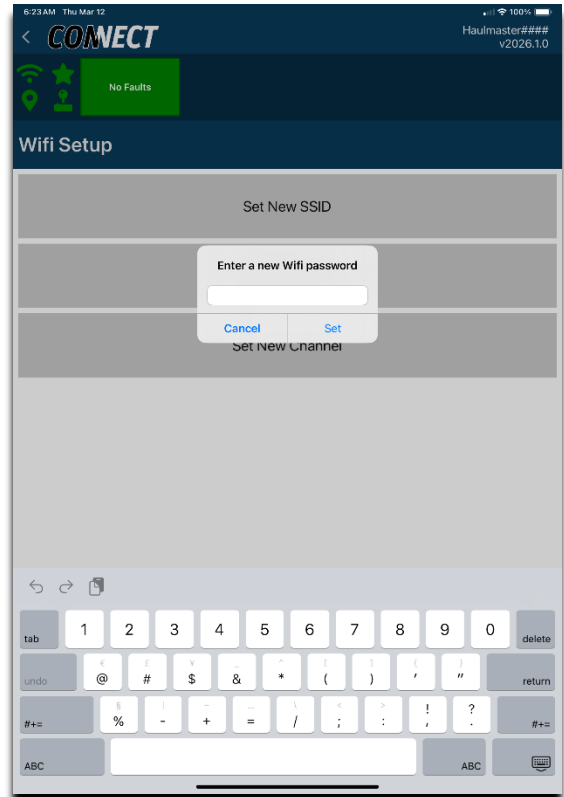 6:23 AM Thu Mar 12
100%
CONNECT
Haulmaster####
v2026.1.0
No Faults
Wifi Setup
Set New SSID
Enter a new Wifi password
Cancel Set
Set New Channel
tab 1 2 3 4 5 6 7 8 9 0 delete
€ £ ¥ _ ^ [ ] { }
undo @ # $ & * ( ) ' " return
§ | ~ … \ < > ! ?
#+= % - + = / ; : , . #+=
ABC ABC